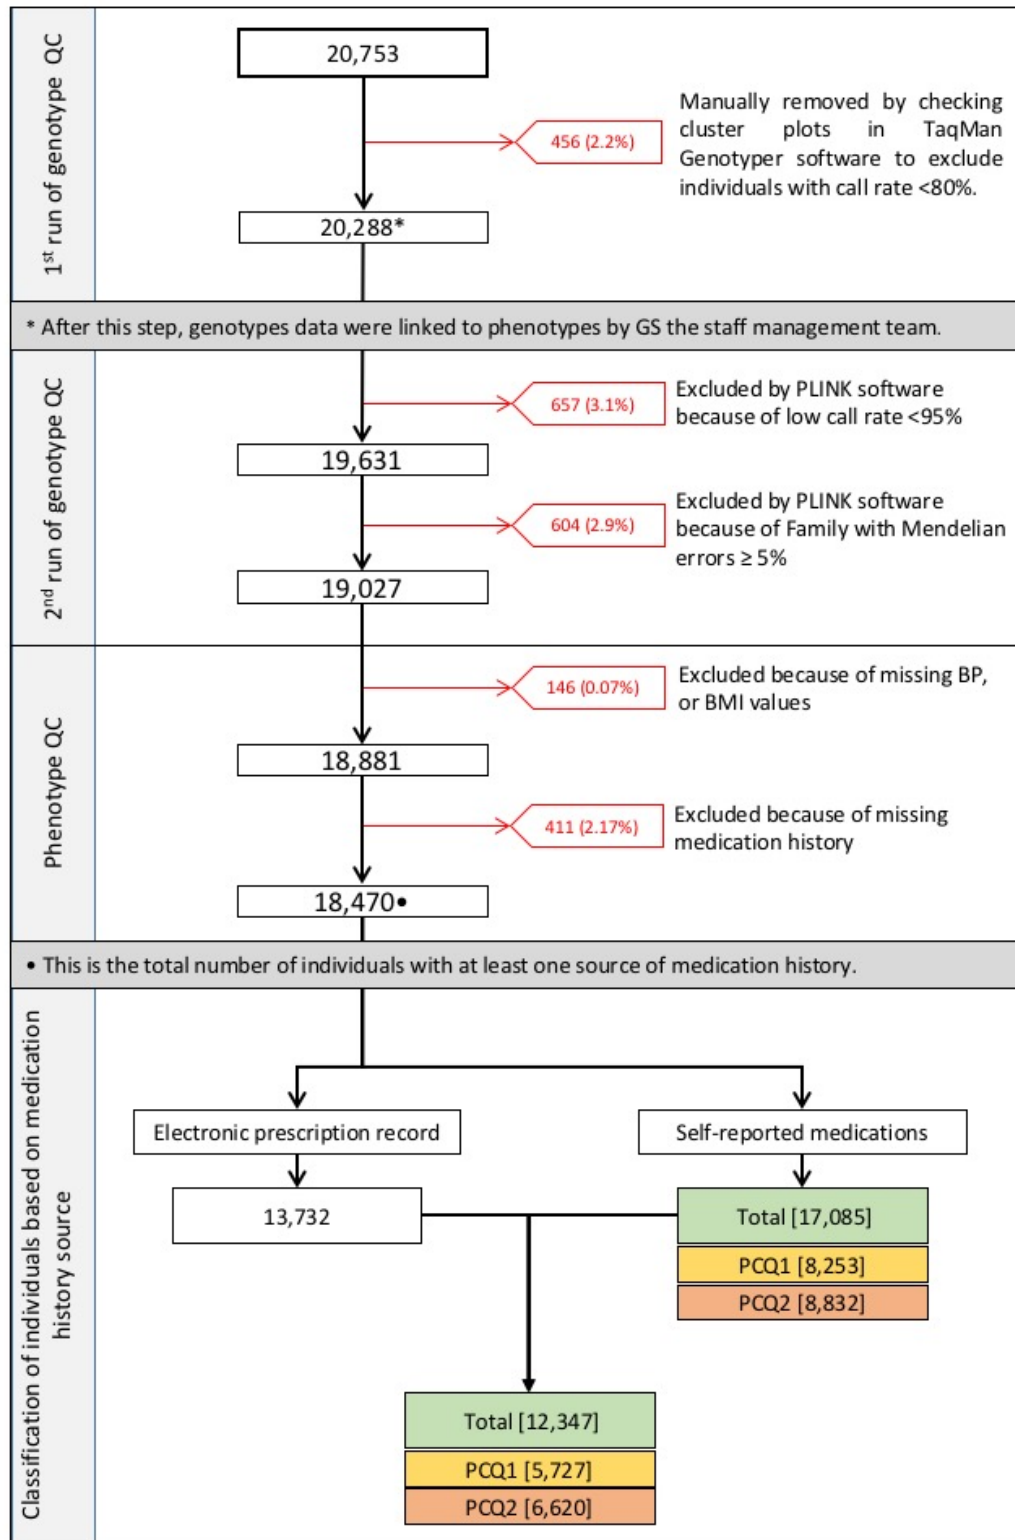 1st run of genotype QC
20,753
456 (2.2%)
Manually removed by checking
cluster plots in TaqMan
Genotyper software to exclude
individuals with call rate <80%.
20,288*
* After this step, genotypes data were linked to phenotypes by GS the staff management team.
2nd run of genotype QC
657 (3.1%)
Excluded by PLINK software
because of low call rate <95%
19,631
604 (2.9%)
Excluded by PLINK software
because of Family with Mendelian
errors ≥ 5%
19,027
Phenotype QC
146 (0.07%)
Excluded because of missing BP,
or BMI values
18,881
411 (2.17%)
Excluded because of missing
medication history
18,470•
• This is the total number of individuals with at least one source of medication history.
Classification of individuals based on medication
history source
Electronic prescription record
Self-reported medications
13,732
Total [17,085]
PCQ1 [8,253]
PCQ2 [8,832]
Total [12,347]
PCQ1 [5,727]
PCQ2 [6,620]